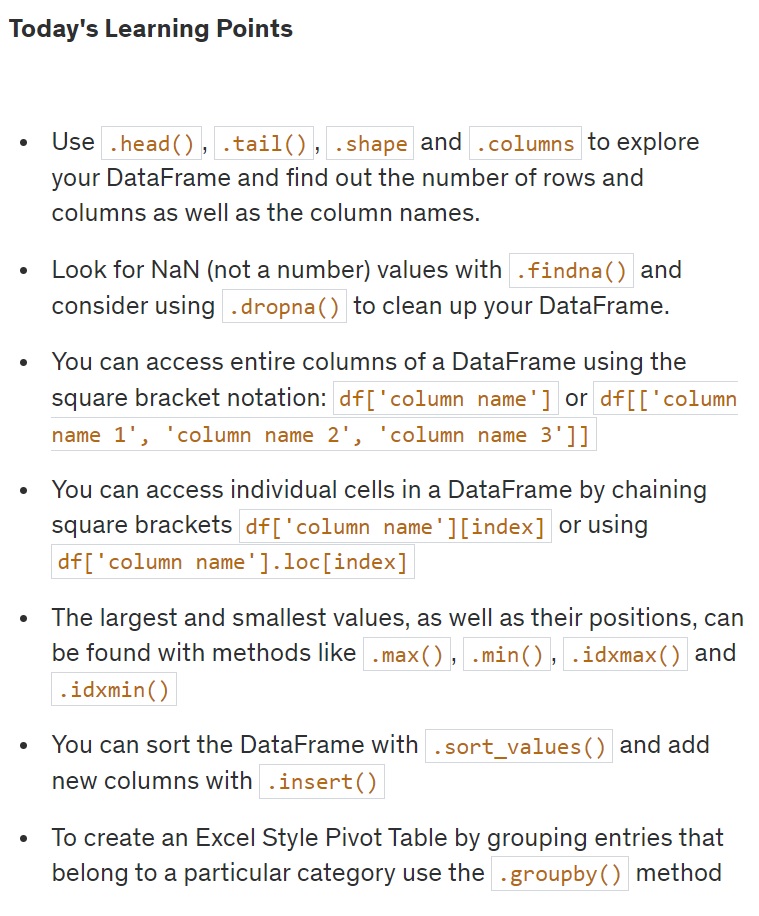 Today's Learning Points
• Use .head(), .tail(), .shape and .columns to explore
your DataFrame and find out the number of rows and
columns as well as the column names.
• Look for NaN (not a number) values with .findna() and
consider using .dropna() to clean up your DataFrame.
• You can access entire columns of a DataFrame using the
square bracket notation: df['column name'] or df[['column
name 1', 'column name 2', 'column name 3']]
• You can access individual cells in a DataFrame by chaining
square brackets df['column name'][index] or using
df['column name'].loc[index]
• The largest and smallest values, as well as their positions, can
be found with methods like .max(), .min(), .idxmax() and
.idxmin()
• You can sort the DataFrame with .sort_values() and add
new columns with .insert()
• To create an Excel Style Pivot Table by grouping entries that
belong to a particular category use the .groupby() method